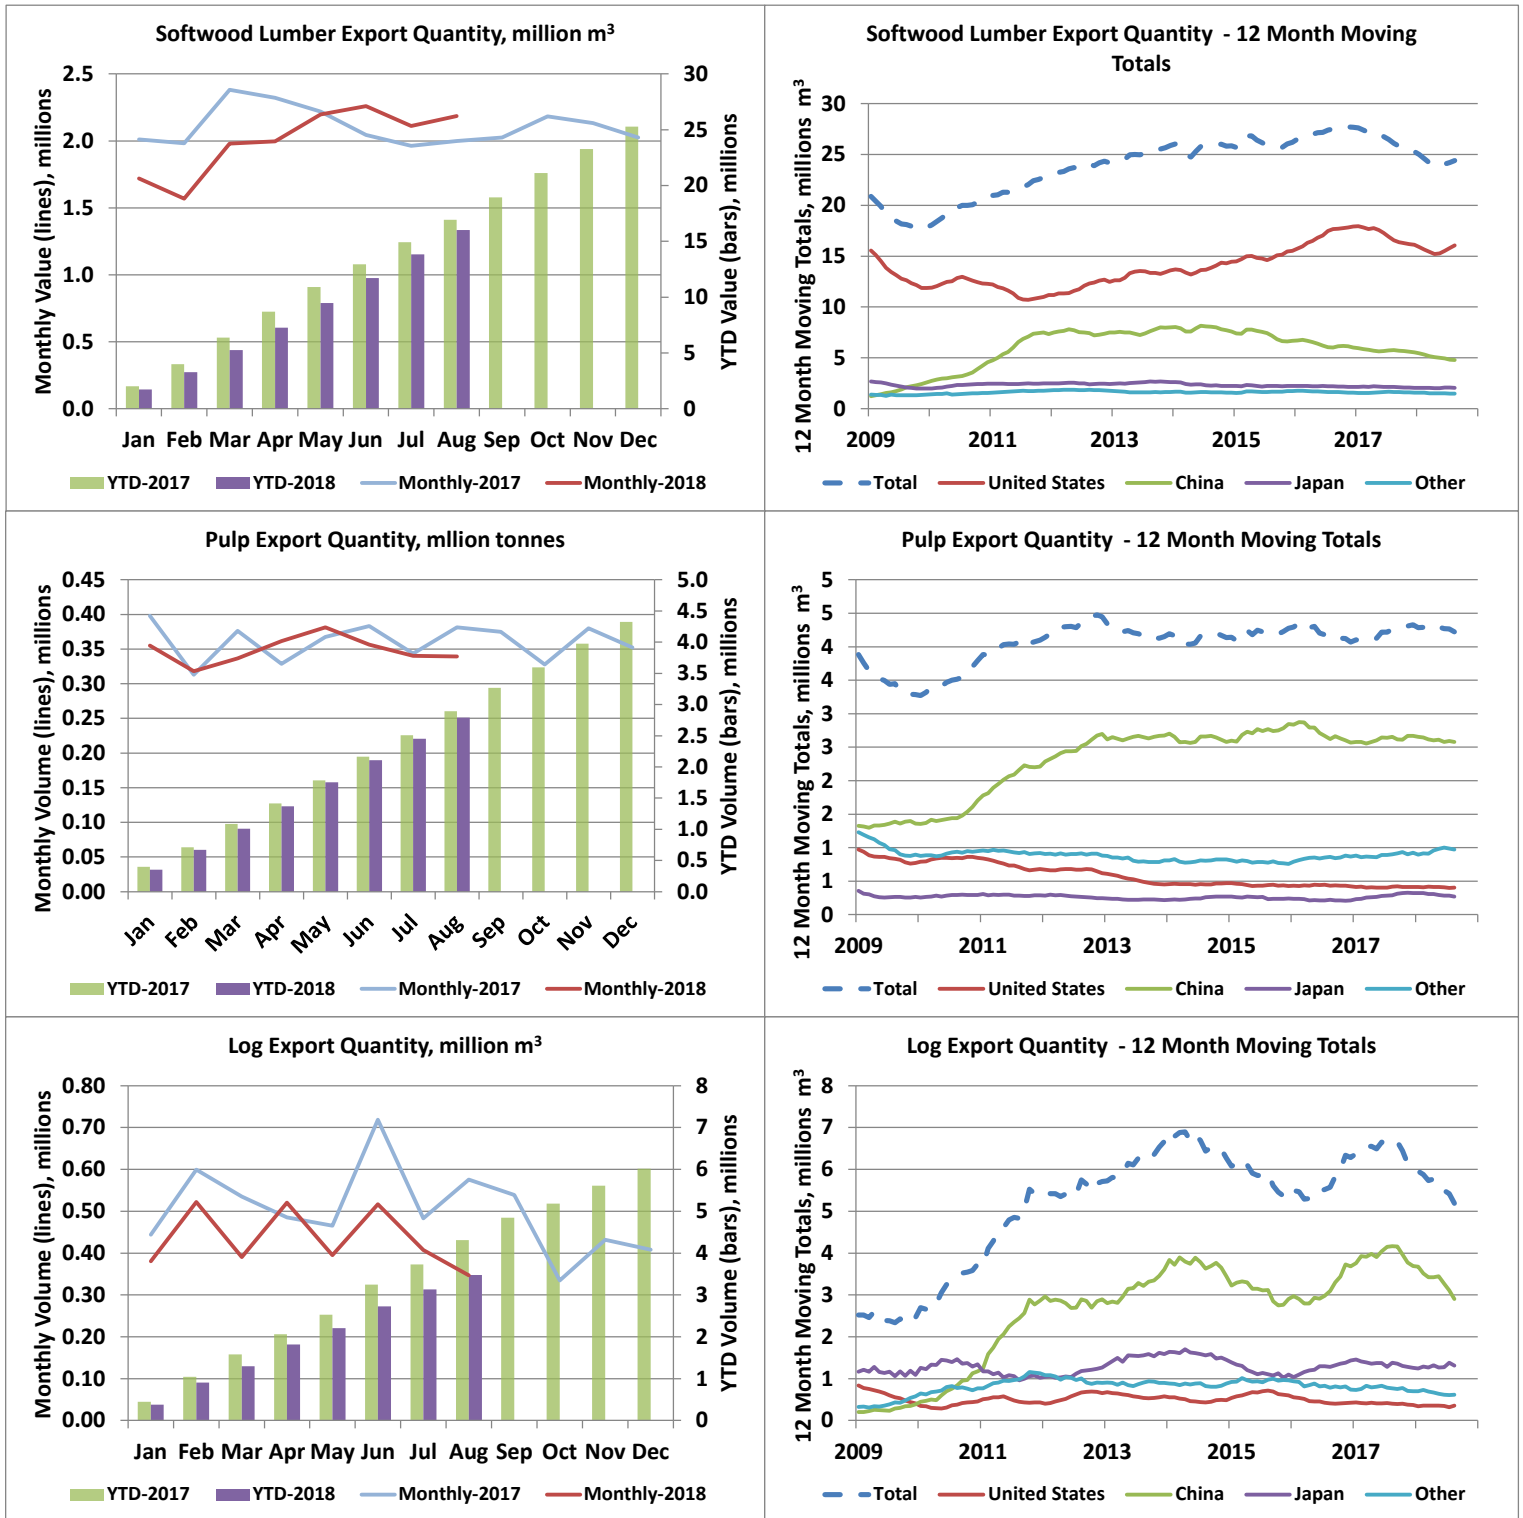 Softwood Lumber Export Quantity, million m³
Monthly Value (lines), millions
2.5
2.0
1.5
1.0
0.5
0.0
30
25
20
15
10
5
0
YTD Value (bars), millions
Jan Feb Mar Apr May Jun Jul Aug Sep Oct Nov Dec
YTD-2017 YTD-2018 Monthly-2017 Monthly-2018
Softwood Lumber Export Quantity - 12 Month Moving
Totals
12 Month Moving Totals, millions m³
30
25
20
15
10
5
0
2009 2011 2013 2015 2017
Total United States China Japan Other
Pulp Export Quantity, mllion tonnes
Monthly Volume (lines), millions
0.45
0.40
0.35
0.30
0.25
0.20
0.15
0.10
0.05
0.00
5.0
4.5
4.0
3.5
3.0
2.5
2.0
1.5
1.0
0.5
0.0
YTD Volume (bars), millions
Jan Feb Mar Apr May Jun Jul Aug Sep Oct Nov Dec
YTD-2017 YTD-2018 Monthly-2017 Monthly-2018
Pulp Export Quantity - 12 Month Moving Totals
12 Month Moving Totals, millions m³
5
5
4
4
3
3
2
2
1
1
0
2009 2011 2013 2015 2017
Total United States China Japan Other
Log Export Quantity, million m³
Monthly Volume (lines), millions
0.80
0.70
0.60
0.50
0.40
0.30
0.20
0.10
0.00
8
7
6
5
4
3
2
1
0
YTD Volume (bars), millions
Jan Feb Mar Apr May Jun Jul Aug Sep Oct Nov Dec
YTD-2017 YTD-2018 Monthly-2017 Monthly-2018
Log Export Quantity - 12 Month Moving Totals
12 Month Moving Totals, millions m³
8
7
6
5
4
3
2
1
0
2009 2011 2013 2015 2017
Total United States China Japan Other